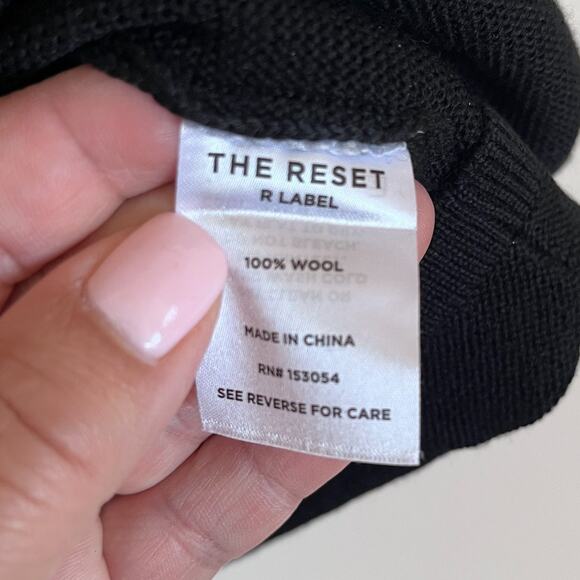 THE RESET
R LABEL
100% WOOL
MADE IN CHINA
RN# 153054
SEE REVERSE FOR CARE